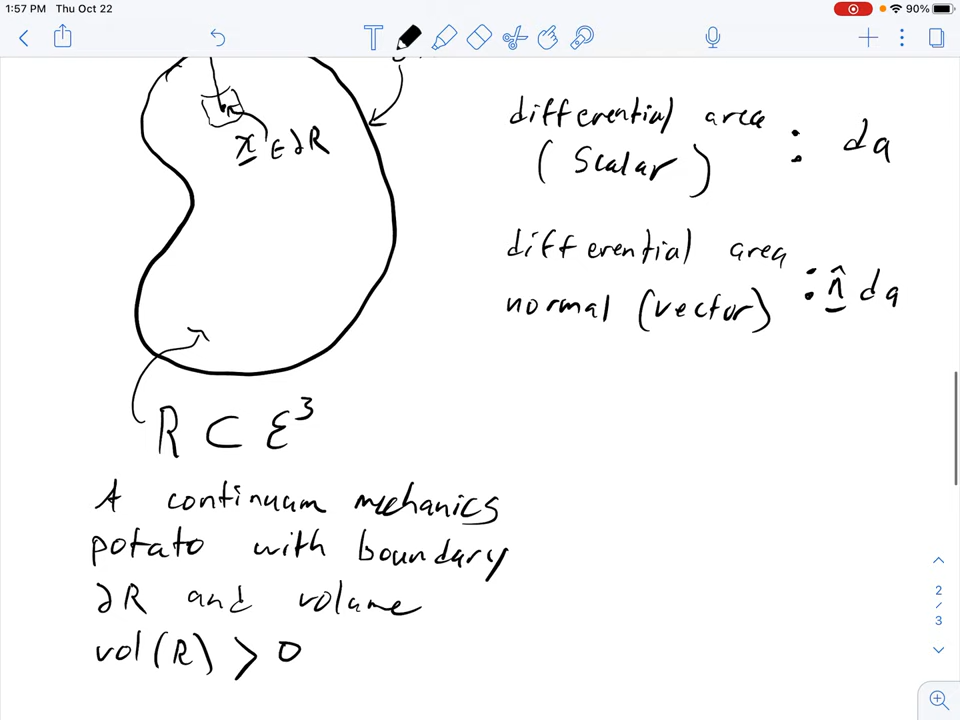 1:57 PM Thu Oct 22
90%
T
x ∈ ∂R
differential area
(Scalar)
: da
differential area
normal (vector)
: n̂ da
R ⊂ ℰ³
A continuum mechanics
potato with boundary
∂R and volume
vol(R) > 0
2
/
3